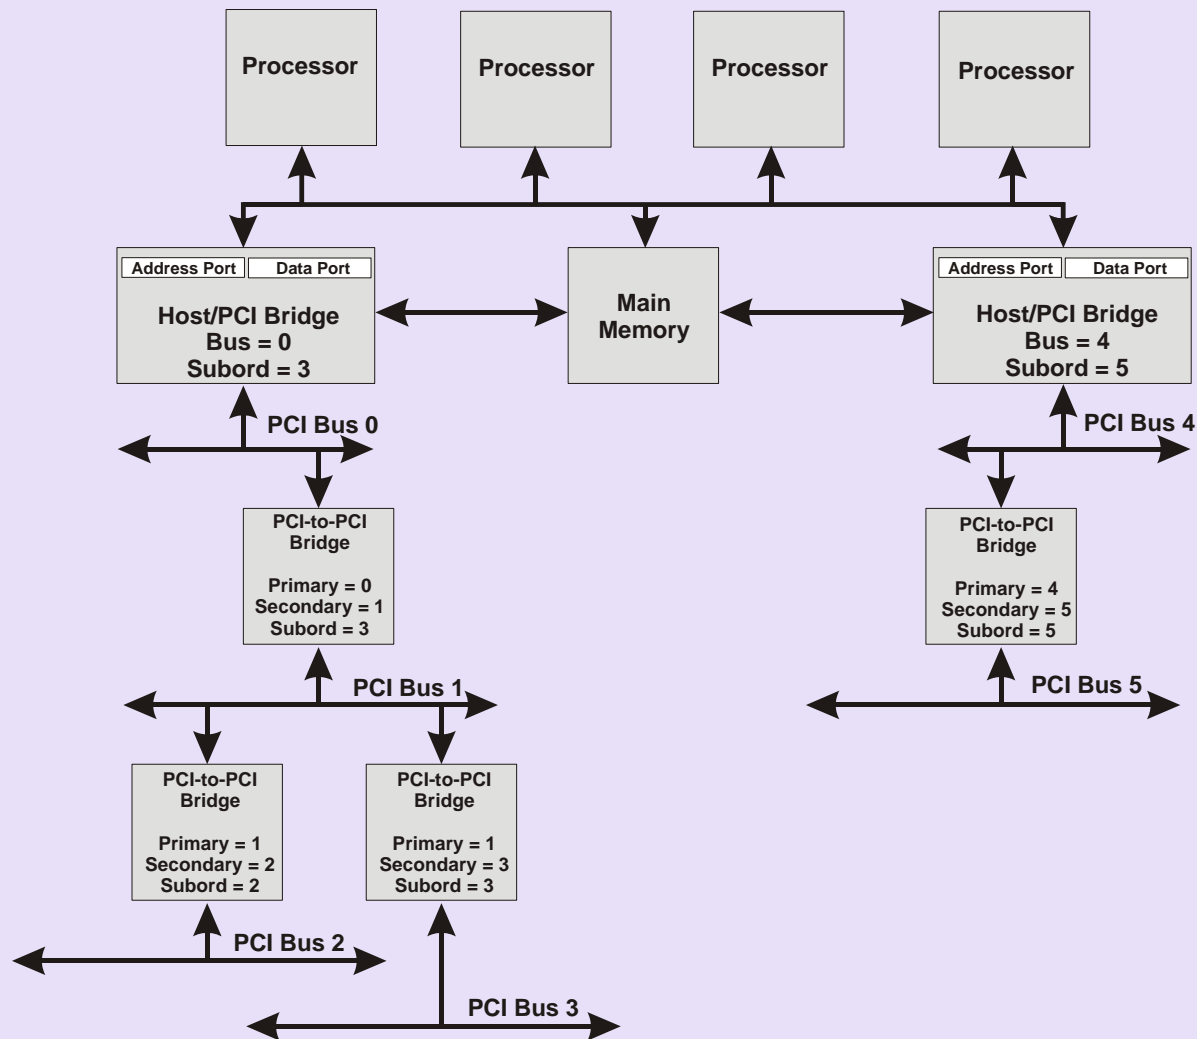 Processor
Processor
Processor
Processor
Address Port
Data Port
Host/PCI Bridge
Bus = 0
Subord = 3
Main
Memory
Address Port
Data Port
Host/PCI Bridge
Bus = 4
Subord = 5
PCI Bus 0
PCI Bus 4
PCI-to-PCI
Bridge
Primary = 0
Secondary = 1
Subord = 3
PCI-to-PCI
Bridge
Primary = 4
Secondary = 5
Subord = 5
PCI Bus 1
PCI Bus 5
PCI-to-PCI
Bridge
Primary = 1
Secondary = 2
Subord = 2
PCI-to-PCI
Bridge
Primary = 1
Secondary = 3
Subord = 3
PCI Bus 2
PCI Bus 3